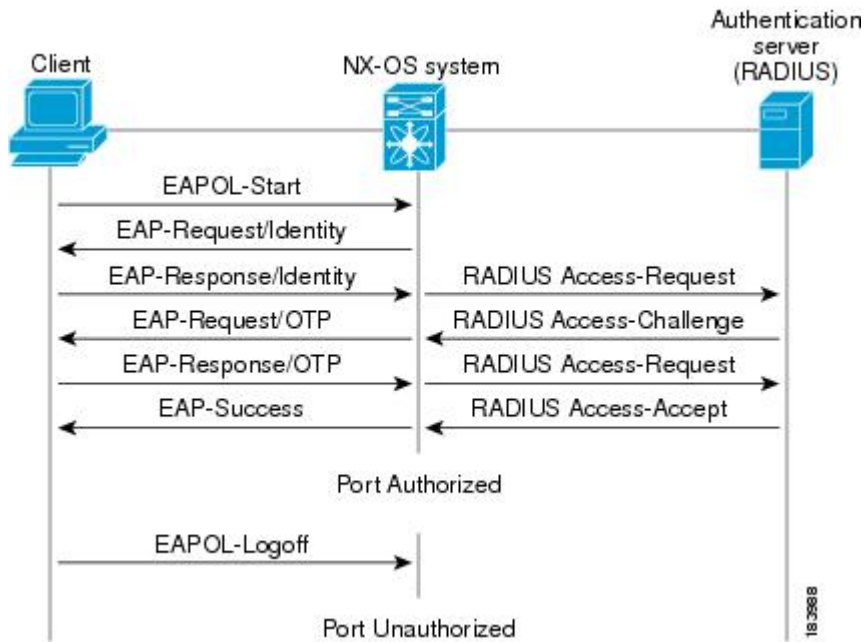 Authentication
server
(RADIUS)
Client
NX-OS system
EAPOL-Start
EAP-Request/Identity
EAP-Response/Identity
RADIUS Access-Request
EAP-Request/OTP
RADIUS Access-Challenge
EAP-Response/OTP
RADIUS Access-Request
EAP-Success
RADIUS Access-Accept
Port Authorized
EAPOL-Logoff
Port Unauthorized
183988